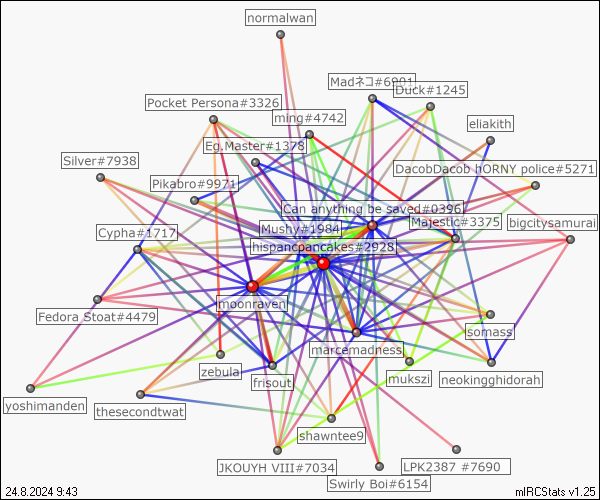 normalwan
Madネコ#6901
Duck#1245
Pocket Persona#3326
ming#4742
eliakith
Eg.Master#1378
Silver#7938
DacobDacob hORNY police#5271
Pikabro#9971
Can anything be saved#0396
Majestic#3375
bigcitysamurai
Mushy#1984
Cypha#1717
hispancpancakes#2928
moonraven
Fedora Stoat#4479
somass
marcemadness
zebula
frisout
mukszi
neokingghidorah
yoshimanden
thesecondtwat
shawntee9
JKOUYH VIII#7034
LPK2387 #7690
Swirly Boi#6154
24.8.2024 9:43
mIRCStats v1.25